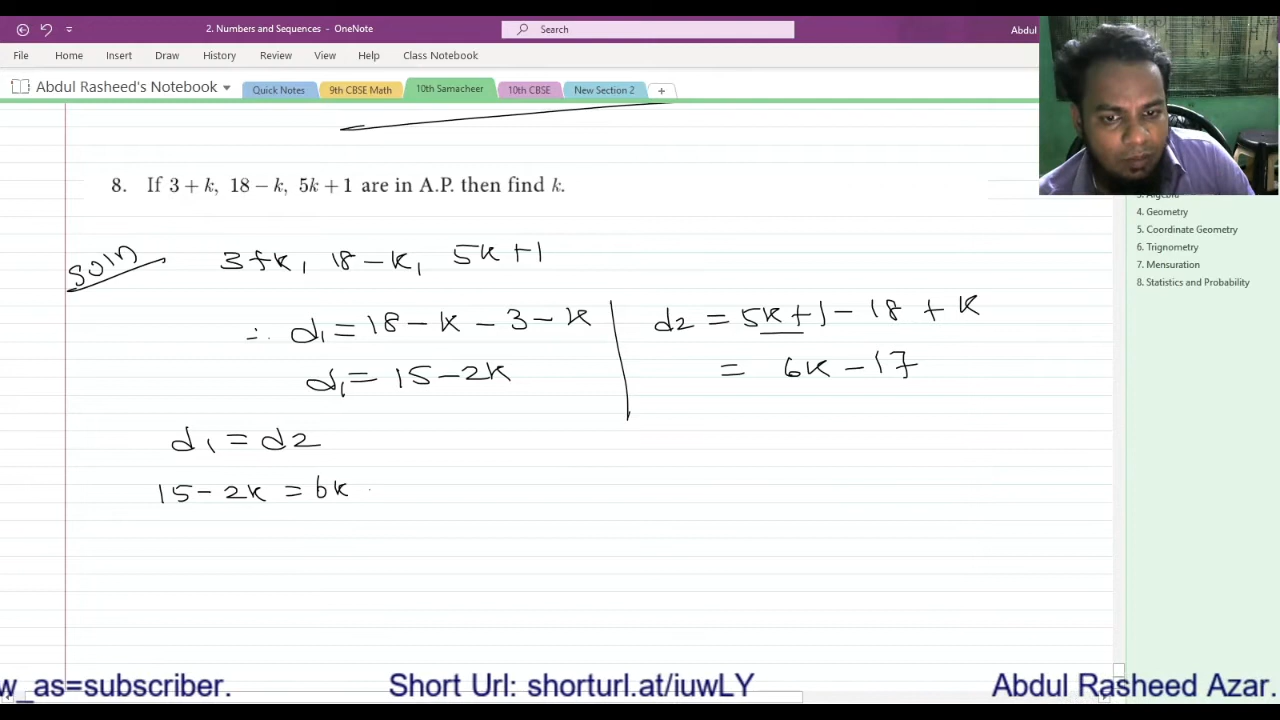 2. Numbers and Sequences - OneNote
Search
Abdul
File Home Insert Draw History Review View Help Class Notebook
Abdul Rasheed's Notebook
Quick Notes 9th CBSE Math 10th Samacheer 10th CBSE New Section 2 +
8. If 3 + k, 18 – k, 5k + 1 are in A.P. then find k.
Soln
3+k, 18-k, 5k+1
∴ d1 = 18-k-3-k
d1 = 15-2k
d2 = 5k+1-18+k
= 6k-17
d1 = d2
15-2k = 6k
3. Algebra
4. Geometry
5. Coordinate Geometry
6. Trignometry
7. Mensuration
8. Statistics and Probability
w_as=subscriber. Short Url: shorturl.at/iuwLY Abdul Rasheed Azar.